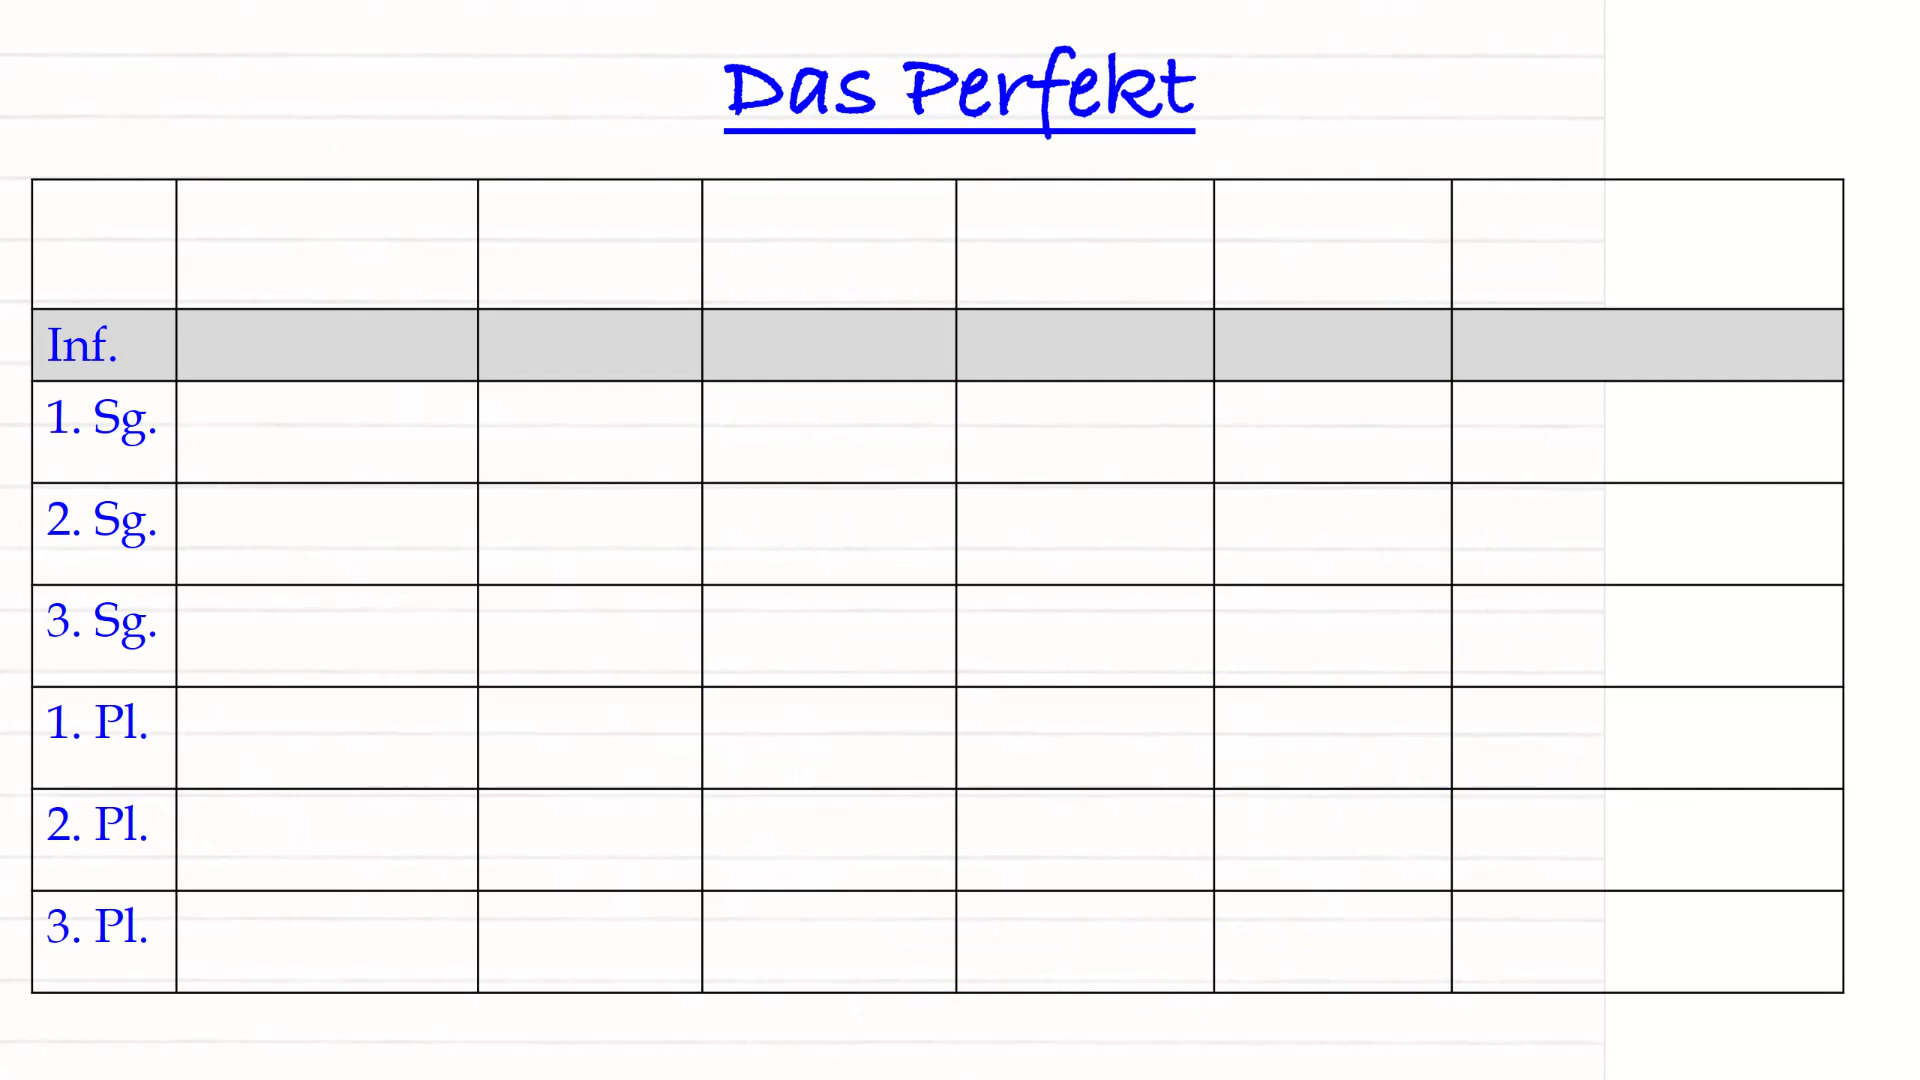 Das Perfekt
Inf.
1. Sg.
2. Sg.
3. Sg.
1. Pl.
2. Pl.
3. Pl.